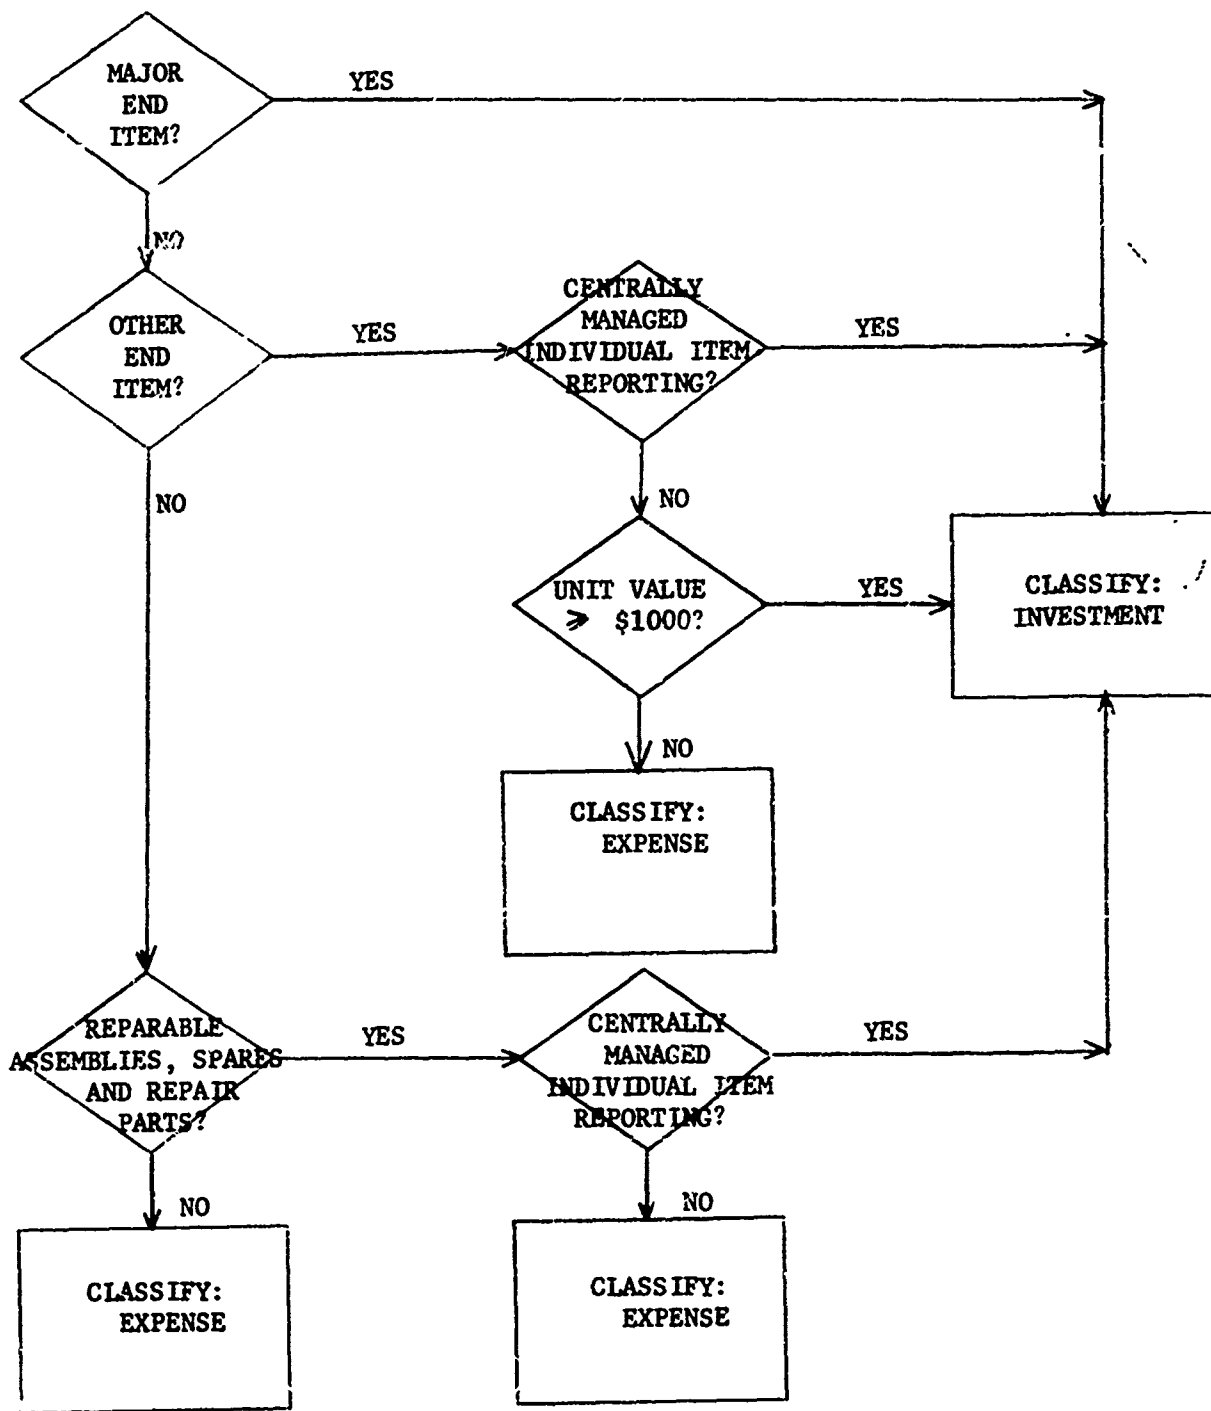 MAJOR
END
ITEM?
YES
NO
OTHER
END
ITEM?
YES
CENTRALLY
MANAGED
INDIVIDUAL ITEM
REPORTING?
YES
NO
NO
UNIT VALUE
⩾ $1000?
YES
CLASSIFY:
INVESTMENT
NO
CLASSIFY:
EXPENSE
REPARABLE
ASSEMBLIES, SPARES
AND REPAIR
PARTS?
YES
CENTRALLY
MANAGED
INDIVIDUAL ITEM
REPORTING?
YES
NO
CLASSIFY:
EXPENSE
NO
CLASSIFY:
EXPENSE